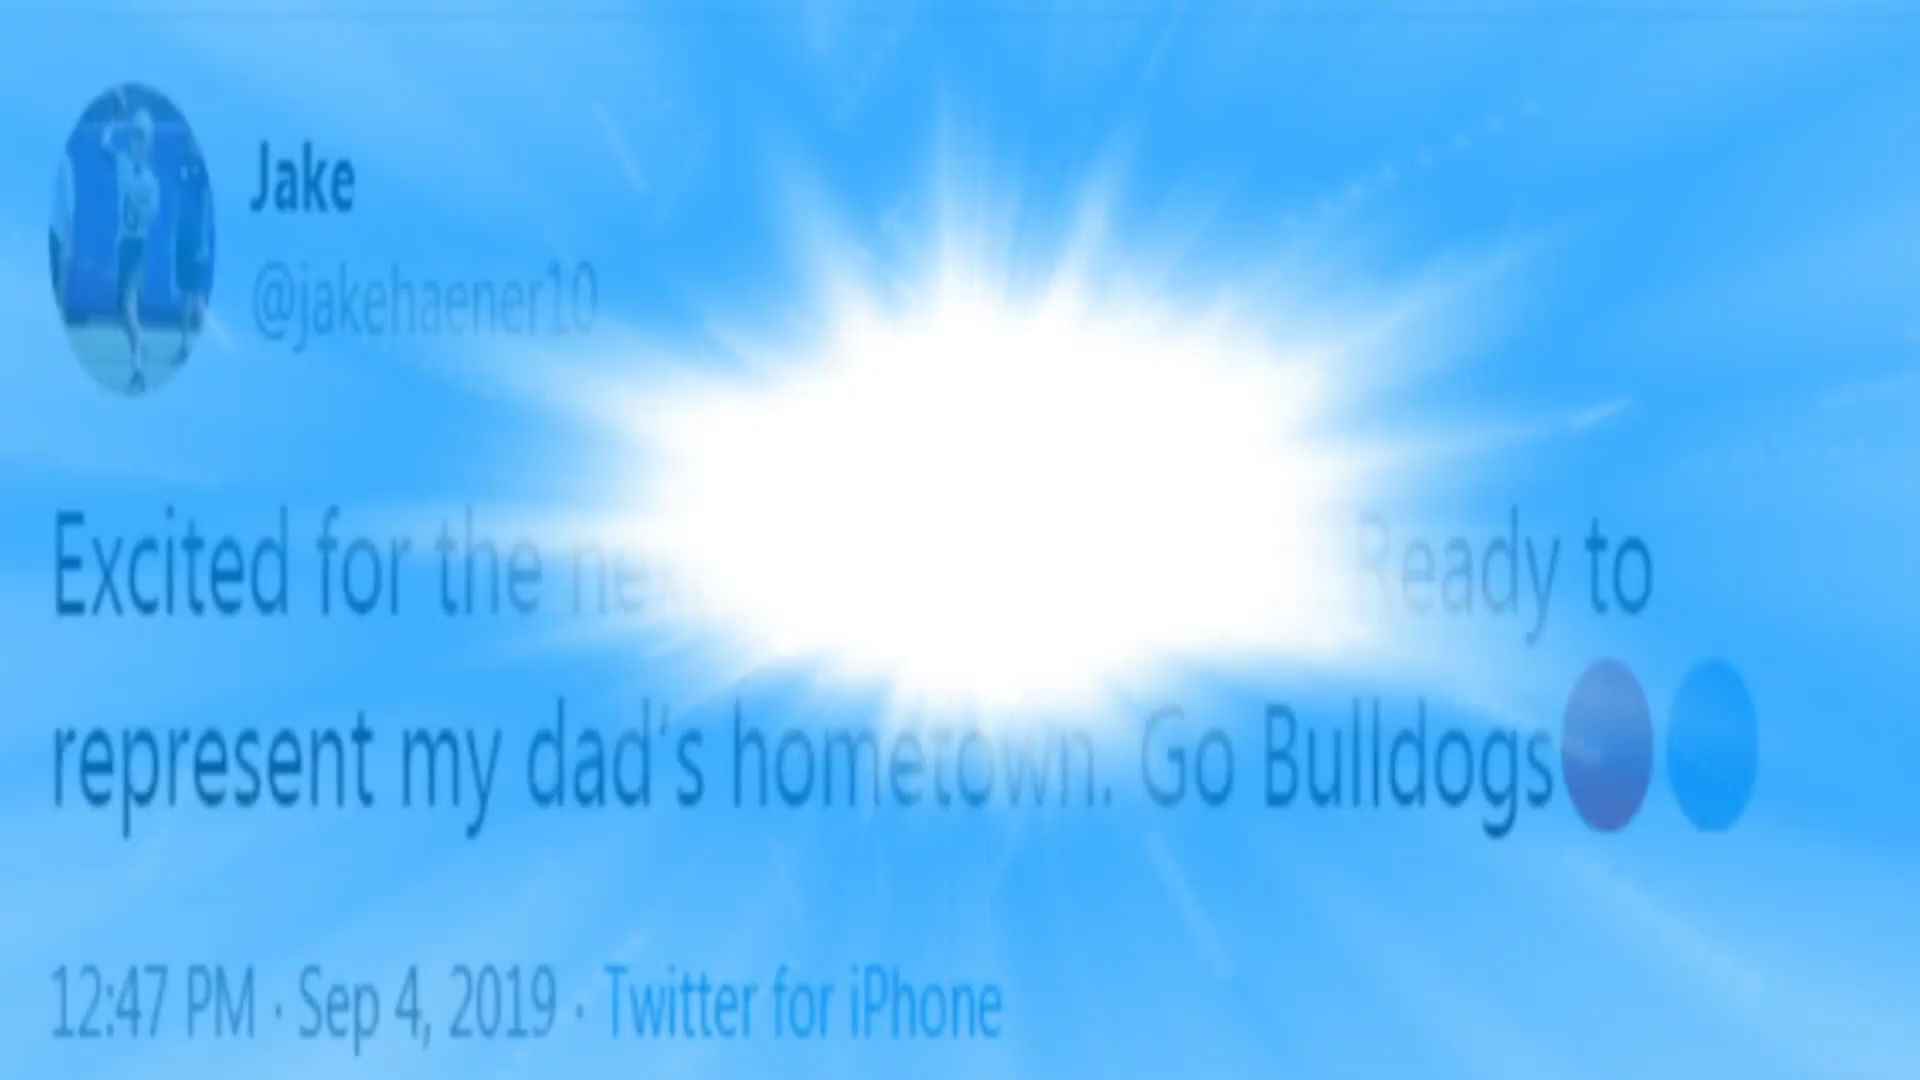 Jake
@jakehaener10
Excited for the Ready to
represent my dad's hometown. Go Bulldogs
12:47 PM · Sep 4, 2019 · Twitter for iPhone